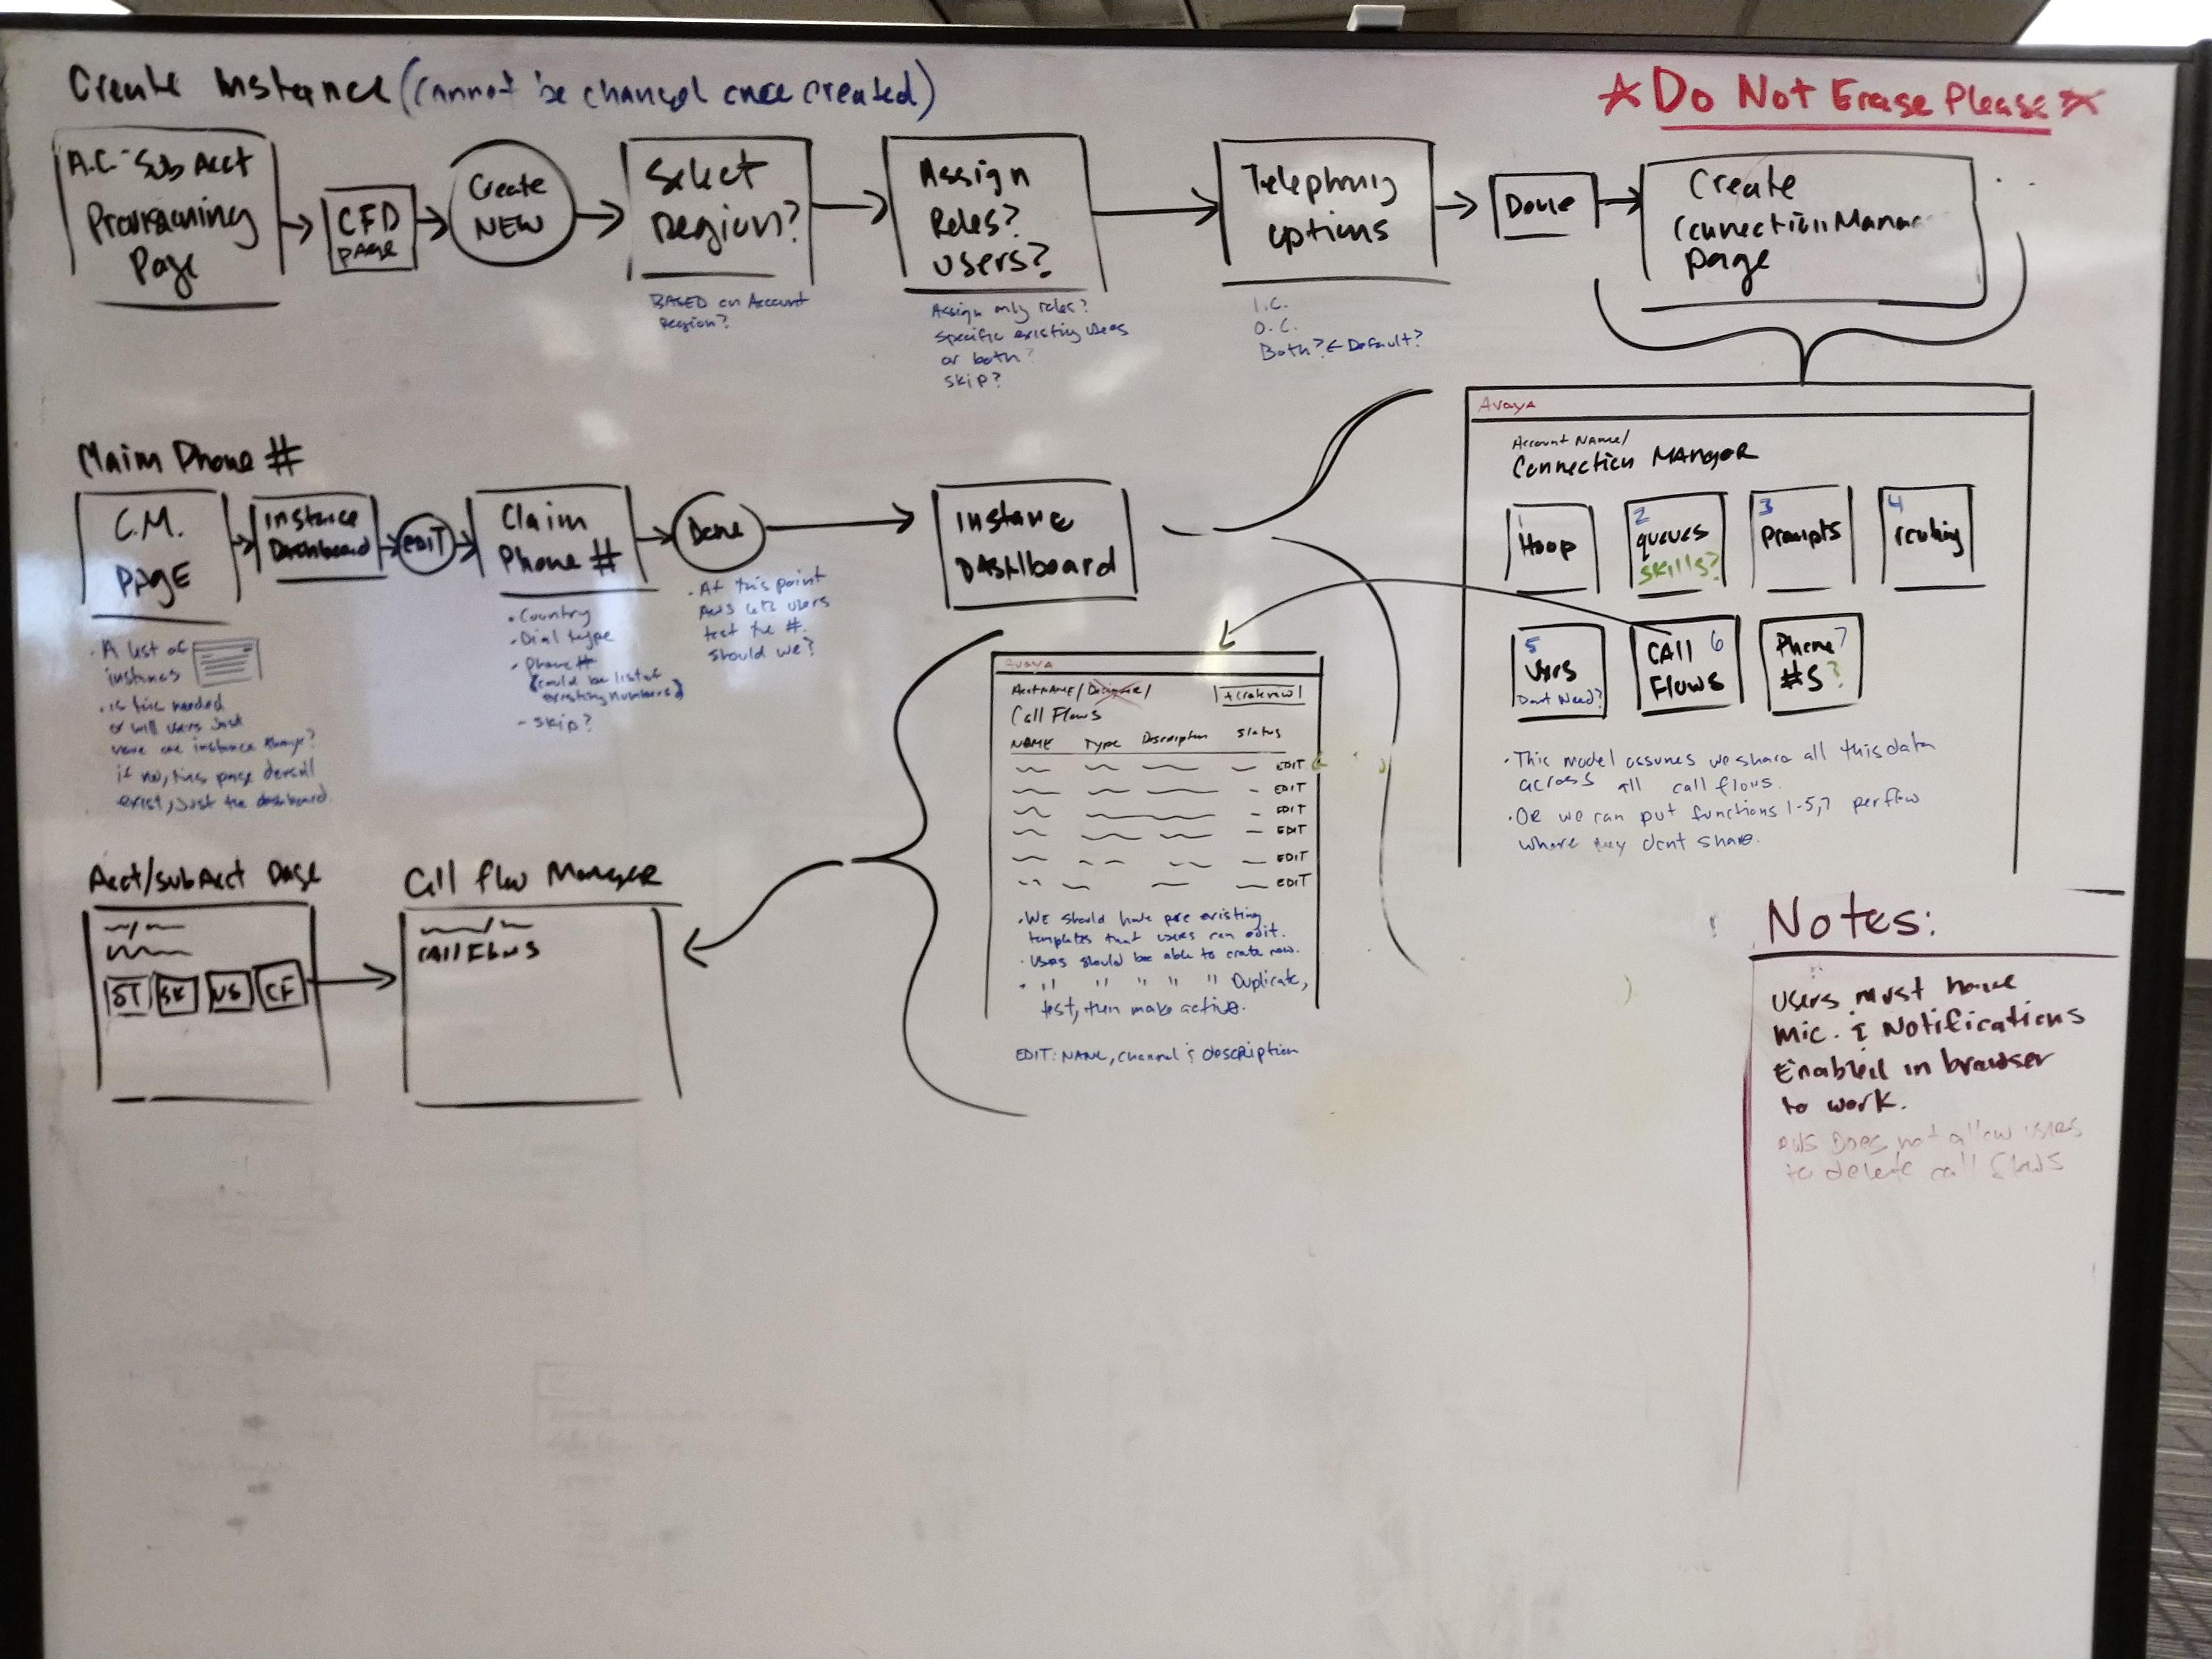 Create Instance (Cannot be changed once created)
* Do Not Erase Please *
A.C-Sub Acct
Provisioning
Page
CFD
PAGE
Create
NEW
Select
Region?
BASED on Account
Region?
Assign
Roles?
Users?
Assign only roles?
specific existing users
or both?
skip?
Telephony
options
I.C.
O.C.
Both? ← Default?
Done
Create
Connection Manag
page
Claim Phone #
C.M.
PAGE
Instance
Dashboard
EDIT
Claim
Phone #
Done
Instance
DASHboard
· A list of
instances
· is this needed
or will users just
have one instance
if no, this page doesn't
exist, just the dashboard.
· Country
· Dial type
· Phone #
(could be list of
existing numbers)
- skip?
· At this point
AWS lets users
test the #.
should we?
Avaya
Account Name/
Connection MAnger
1
Hoop
2
queues
skills?
3
Prompts
4
routing
5
Users
Dont Need?
CAll 6
Flows
Phone 7
#S?
· This model assumes we share all this data
across all call flows.
· OR we can put functions 1-5,7 per flow
where they dont share.
Avaya
AcctNAME/ /
+ create new
Call Flows
NAME Type Description Status
EDIT
EDIT
EDIT
EDIT
EDIT
EDIT
· WE should have pre existing
templates that users can edit.
· Users should be able to create new.
· " " " " " Duplicate,
test, then make active.
EDIT: NAME, channel & description
Acct/subAcct Page
ST SK US CF
Call flow Manager
CAll Flows
Notes:
Users must have
mic. & Notifications
Enabled in browser
to work.
AWS Does not allow users
to delete call flows